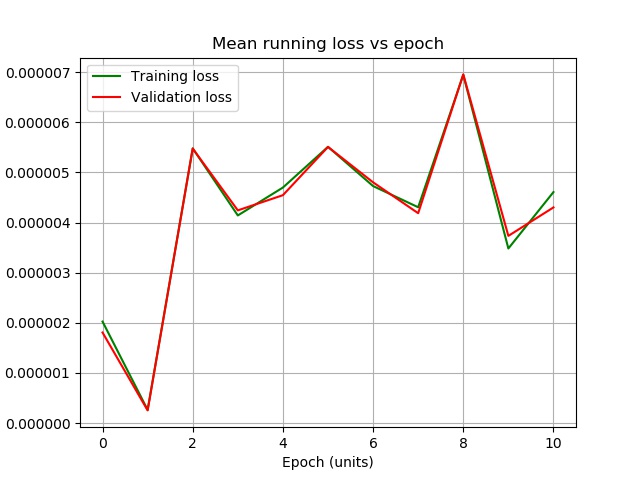 Mean running loss vs epoch
Training loss
Validation loss
0.000007
0.000006
0.000005
0.000004
0.000003
0.000002
0.000001
0.000000
0 2 4 6 8 10
Epoch (units)